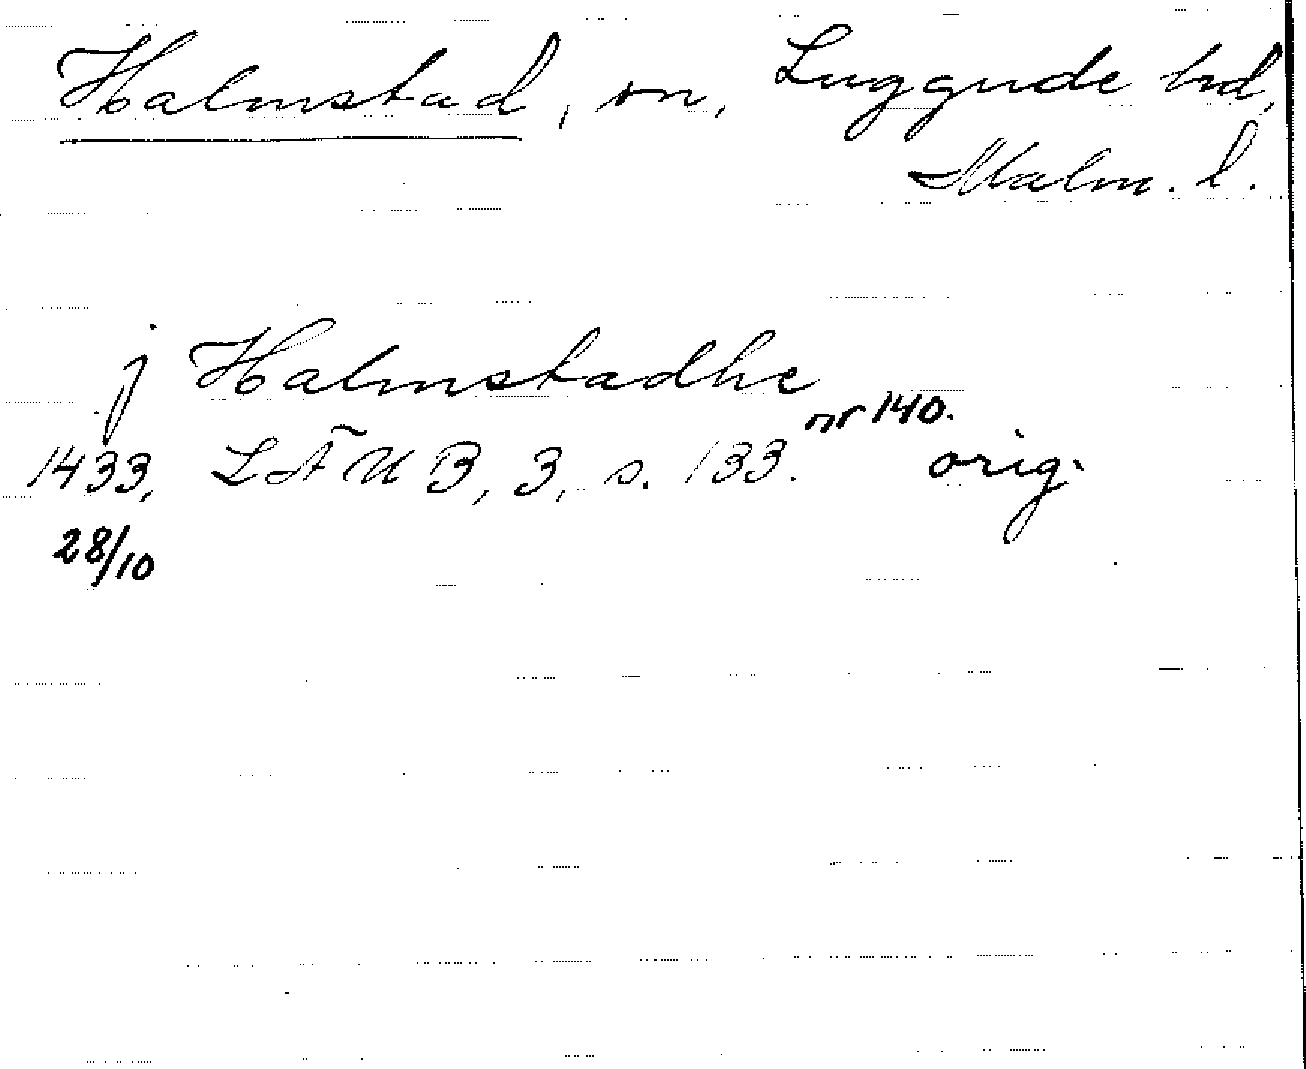 Halmstad, sn, Luggude hd,
Malm. l.
j Halmstadhe
nr 140.
1433, LÄUB, 3, s. 133. orig.
28/10